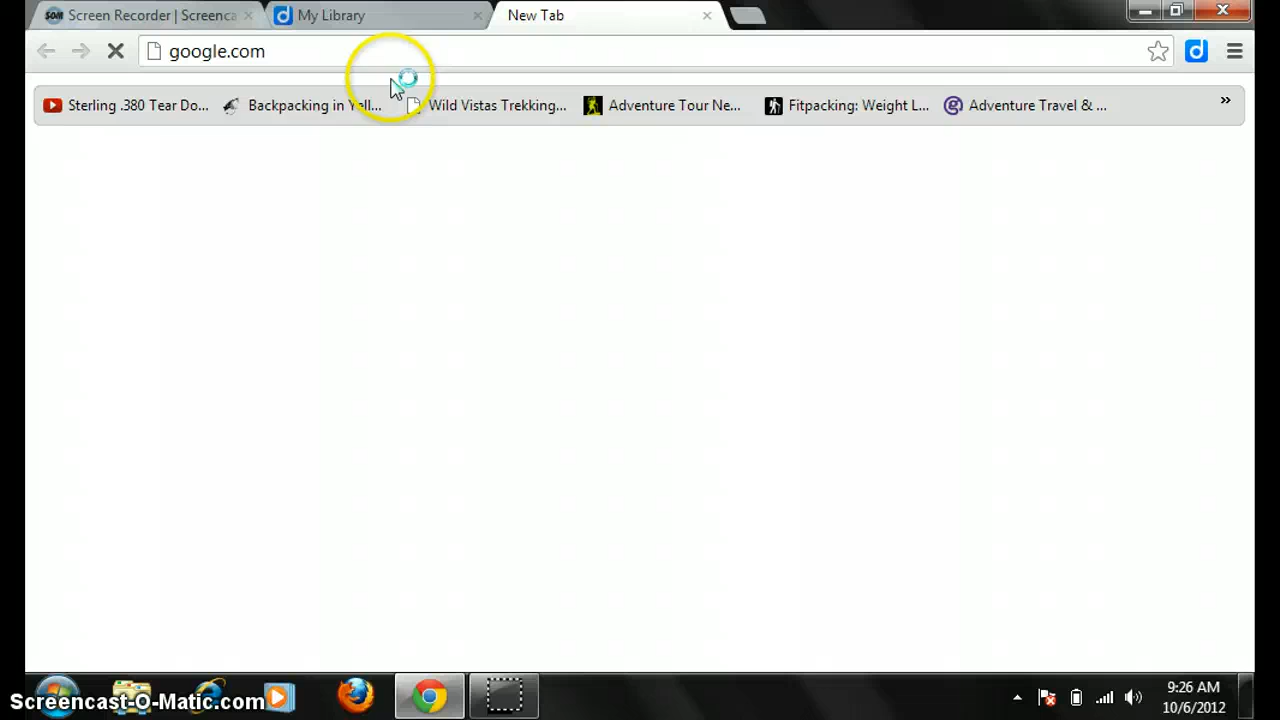 Screen Recorder | Screenca
My Library
New Tab
google.com
Sterling .380 Tear Do...
Backpacking in Yell...
Wild Vistas Trekking...
Adventure Tour Ne...
Fitpacking: Weight L...
Adventure Travel & ...
»
9:26 AM
10/6/2012
Screencast-O-Matic.com